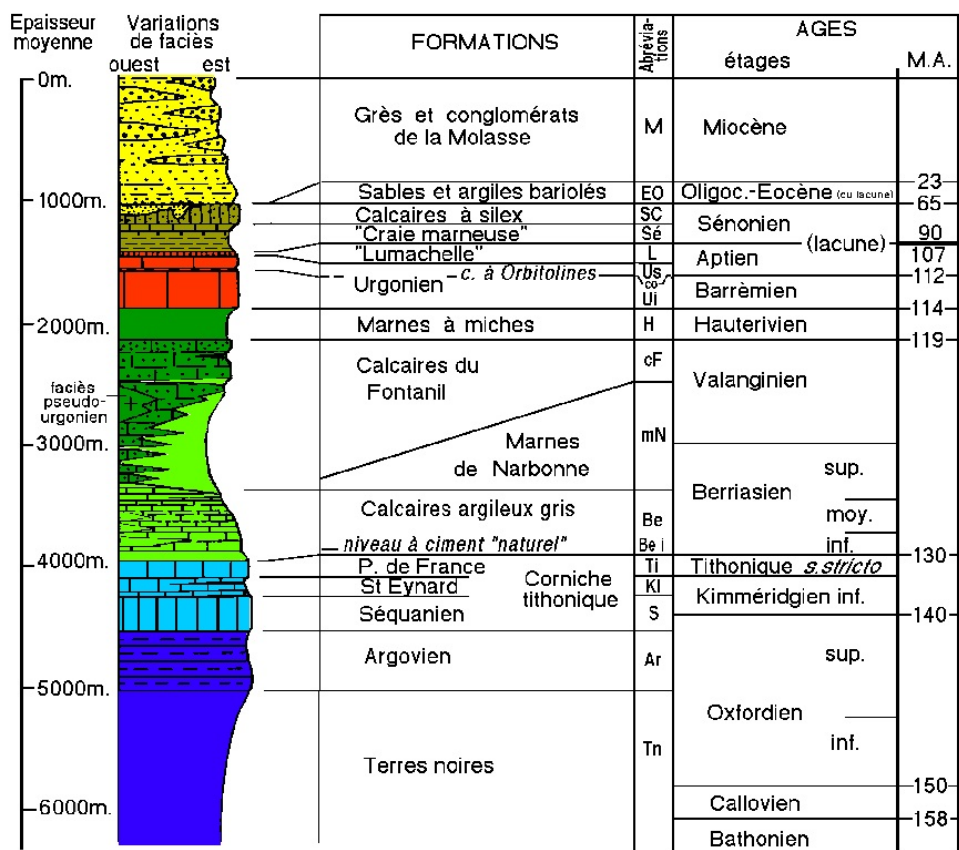 Epaisseur moyenne
Variations de faciès
ouest est
FORMATIONS
Abrévia-tions
AGES
étages
M.A.
0m.
1000m.
2000m.
faciès pseudo-urgonien
3000m.
4000m.
5000m.
6000m.
Grès et conglomérats
de la Molasse
M
Miocène
23
Sables et argiles bariolés
EO
Oligoc.-Eocène (ou lacune)
65
Calcaires à silex
SC
Sénonien
"Craie marneuse"
Sé
90
(lacune)
"Lumachelle"
L
Aptien
107
Urgonien
c. à Orbitolines
Us
co
Ui
112
Barrèmien
114
Marnes à miches
H
Hauterivien
119
Calcaires du
Fontanil
cF
Valanginien
Marnes
de Narbonne
mN
Berriasien
sup.
moy.
inf.
Calcaires argileux gris
Be
niveau à ciment "naturel"
Be i
130
P. de France
Ti
Tithonique s.stricto
St Eynard
Corniche
tithonique
KI
Kimméridgien inf.
Séquanien
S
140
Argovien
Ar
sup.
Oxfordien
inf.
Terres noires
Tn
150
Callovien
158
Bathonien